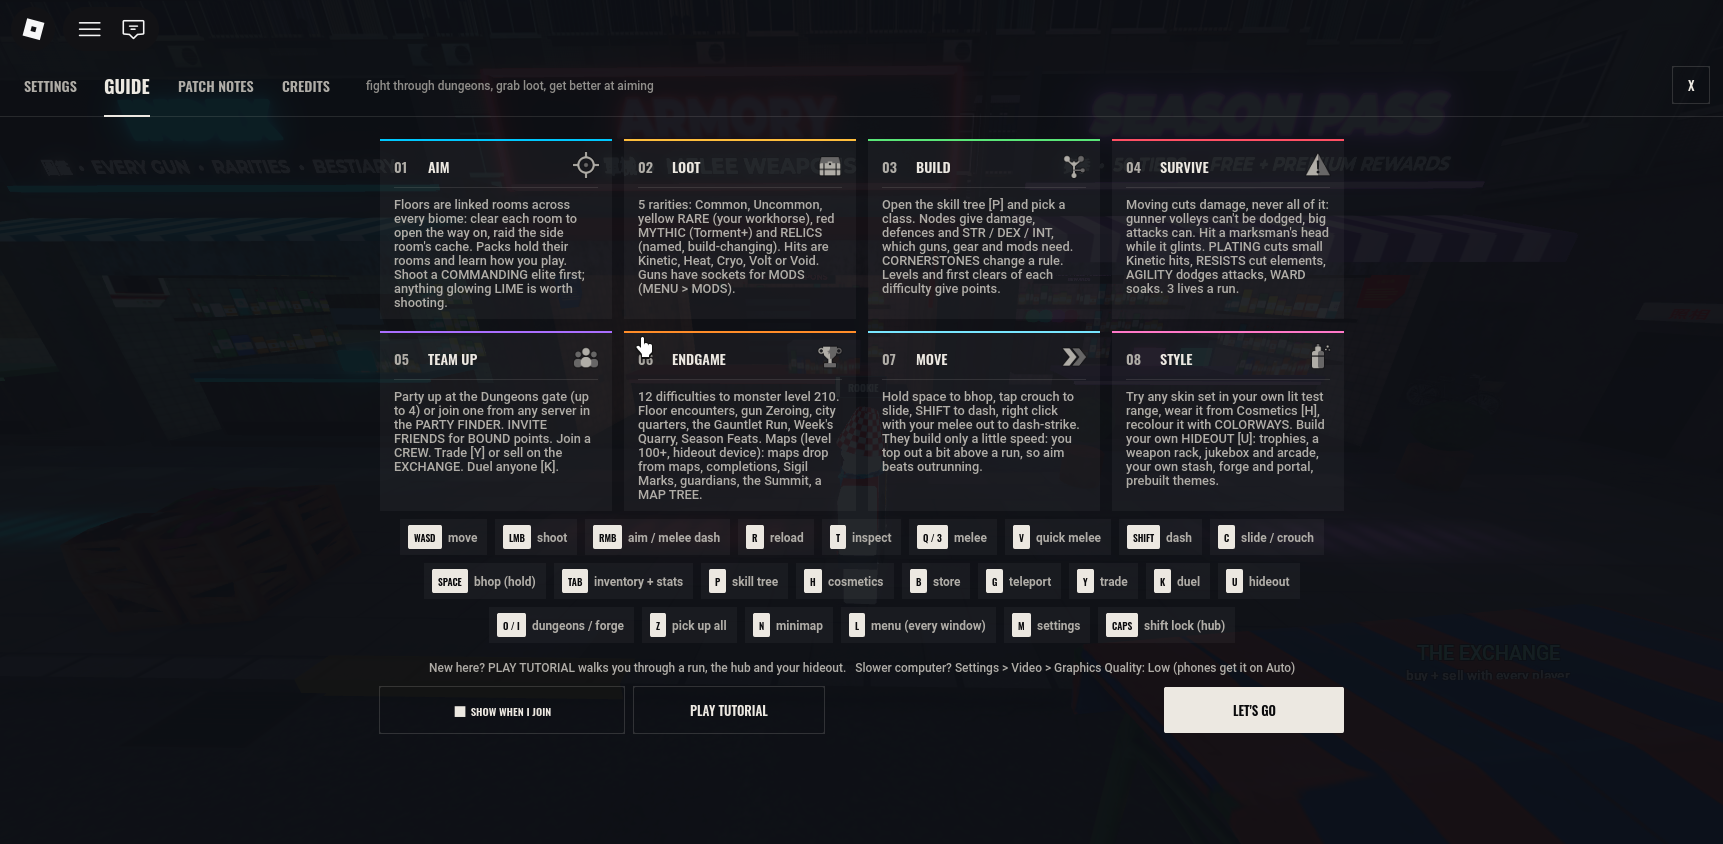 SETTINGS GUIDE PATCH NOTES CREDITS fight through dungeons, grab loot, get better at aiming X
ARMORY
SEASON PASS
EVERY GUN • RARITIES • BESTIARY
FREE + PREMIUM REWARDS
01 AIM
Floors are linked rooms across
every biome: clear each room to
open the way on, raid the side
room's cache. Packs hold their
rooms and learn how you play.
Shoot a COMMANDING elite first;
anything glowing LIME is worth
shooting.
02 LOOT
5 rarities: Common, Uncommon,
yellow RARE (your workhorse), red
MYTHIC (Torment+) and RELICS
(named, build-changing). Hits are
Kinetic, Heat, Cryo, Volt or Void.
Guns have sockets for MODS
(MENU > MODS).
03 BUILD
Open the skill tree [P] and pick a
class. Nodes give damage,
defences and STR / DEX / INT,
which guns, gear and mods need.
CORNERSTONES change a rule.
Levels and first clears of each
difficulty give points.
04 SURVIVE
Moving cuts damage, never all of it:
gunner volleys can't be dodged, big
attacks can. Hit a marksman's head
while it glints. PLATING cuts small
Kinetic hits, RESISTS cut elements,
AGILITY dodges attacks, WARD
soaks. 3 lives a run.
05 TEAM UP
Party up at the Dungeons gate (up
to 4) or join one from any server in
the PARTY FINDER. INVITE
FRIENDS for BOUND points. Join a
CREW. Trade [Y] or sell on the
EXCHANGE. Duel anyone [K].
06 ENDGAME
12 difficulties to monster level 210.
Floor encounters, gun Zeroing, city
quarters, the Gauntlet Run, Week's
Quarry, Season Feats. Maps (level
100+, hideout device): maps drop
from maps, completions, Sigil
Marks, guardians, the Summit, a
MAP TREE.
07 MOVE
Hold space to bhop, tap crouch to
slide, SHIFT to dash, right click
with your melee out to dash-strike.
They build only a little speed: you
top out a bit above a run, so aim
beats outrunning.
08 STYLE
Try any skin set in your own lit test
range, wear it from Cosmetics [H],
recolour it with COLORWAYS. Build
your own HIDEOUT [U]: trophies, a
weapon rack, jukebox and arcade,
your own stash, forge and portal,
prebuilt themes.
WASD move LMB shoot RMB aim / melee dash R reload T inspect Q / 3 melee V quick melee SHIFT dash C slide / crouch
SPACE bhop (hold) TAB inventory + stats P skill tree H cosmetics B store G teleport Y trade K duel U hideout
O / I dungeons / forge Z pick up all N minimap L menu (every window) M settings CAPS shift lock (hub)
THE EXCHANGE
buy + sell with every player
New here? PLAY TUTORIAL walks you through a run, the hub and your hideout. Slower computer? Settings > Video > Graphics Quality: Low (phones get it on Auto)
SHOW WHEN I JOIN PLAY TUTORIAL LET'S GO